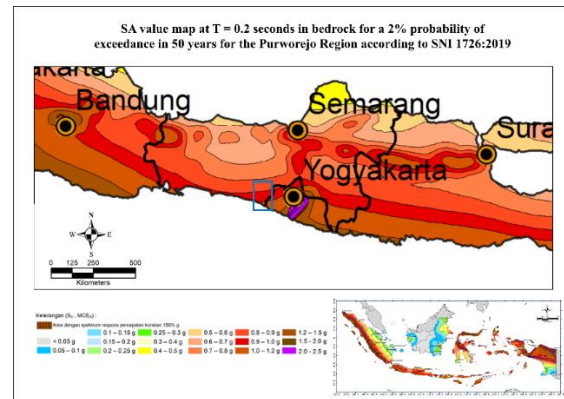 SA value map at T = 0.2 seconds in bedrock for a 2% probability of
exceedance in 50 years for the Purworejo Region according to SNI 1726:2019
akarta
Bandung
Semarang
Sura
Yogyakarta
N
W E
S
0 125 250 500
Kilometers
Keterangan (Ss , MCER) :
Area dengan spektrum respons percepatan batuan 150% g
< 0.05 g
0.05 - 0.1 g
0.1 – 0.15 g
0.15 - 0.2 g
0.2 - 0.25 g
0.25 - 0.3 g
0.3 – 0.4 g
0.4 - 0.5 g
0.5 – 0.6 g
0.6 - 0.7 g
0.7 - 0.8 g
0.8 – 0.9 g
0.9 – 1.0 g
1.0 - 1.2 g
1.2 – 1.5 g
1.5 - 2.0 g
2.0 - 2.5 g